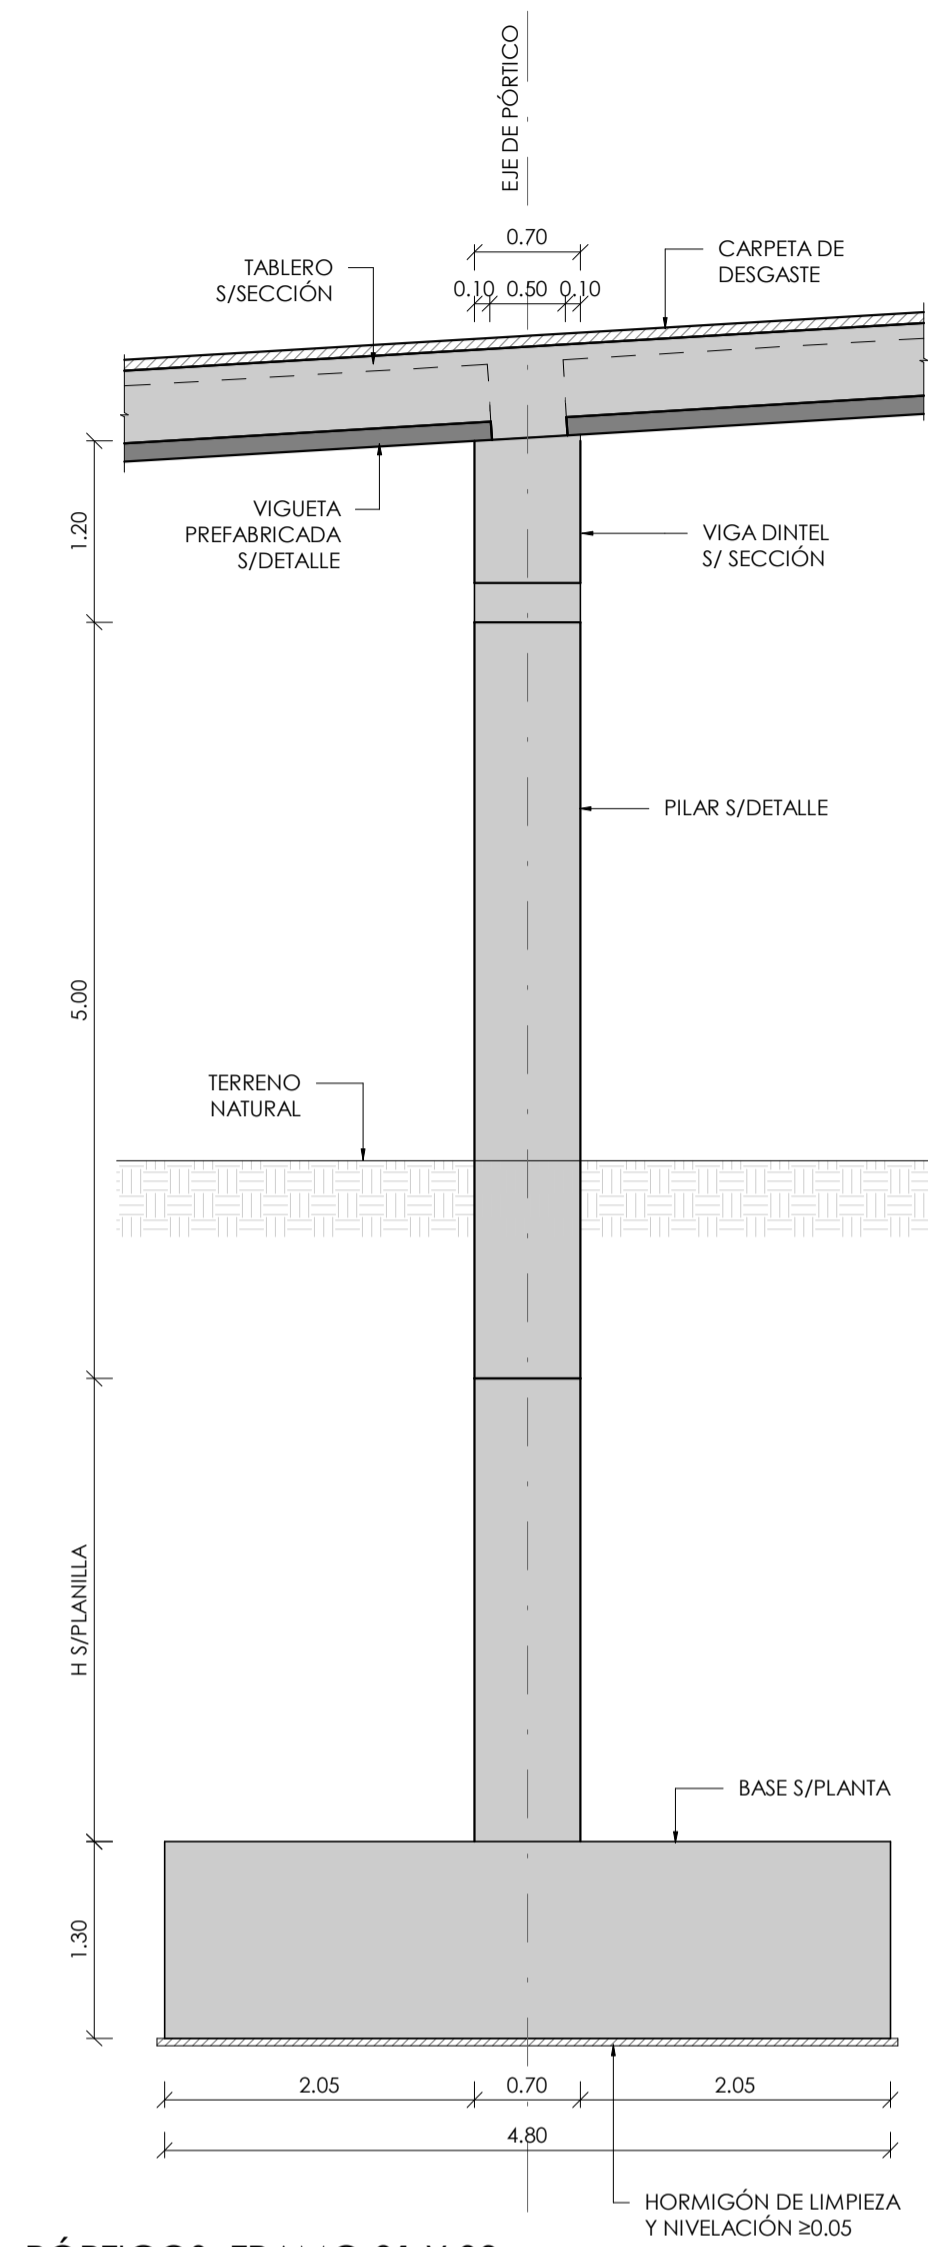 EJE DE PÓRTICO
0.70
0.10 0.50 0.10
CARPETA DE
DESGASTE
TABLERO
S/SECCIÓN
1.20
VIGUETA
PREFABRICADA
S/DETALLE
VIGA DINTEL
S/ SECCIÓN
PILAR S/DETALLE
5.00
TERRENO
NATURAL
H S/PLANILLA
BASE S/PLANTA
1.30
2.05 0.70 2.05
4.80
HORMIGÓN DE LIMPIEZA
Y NIVELACIÓN ≥0.05